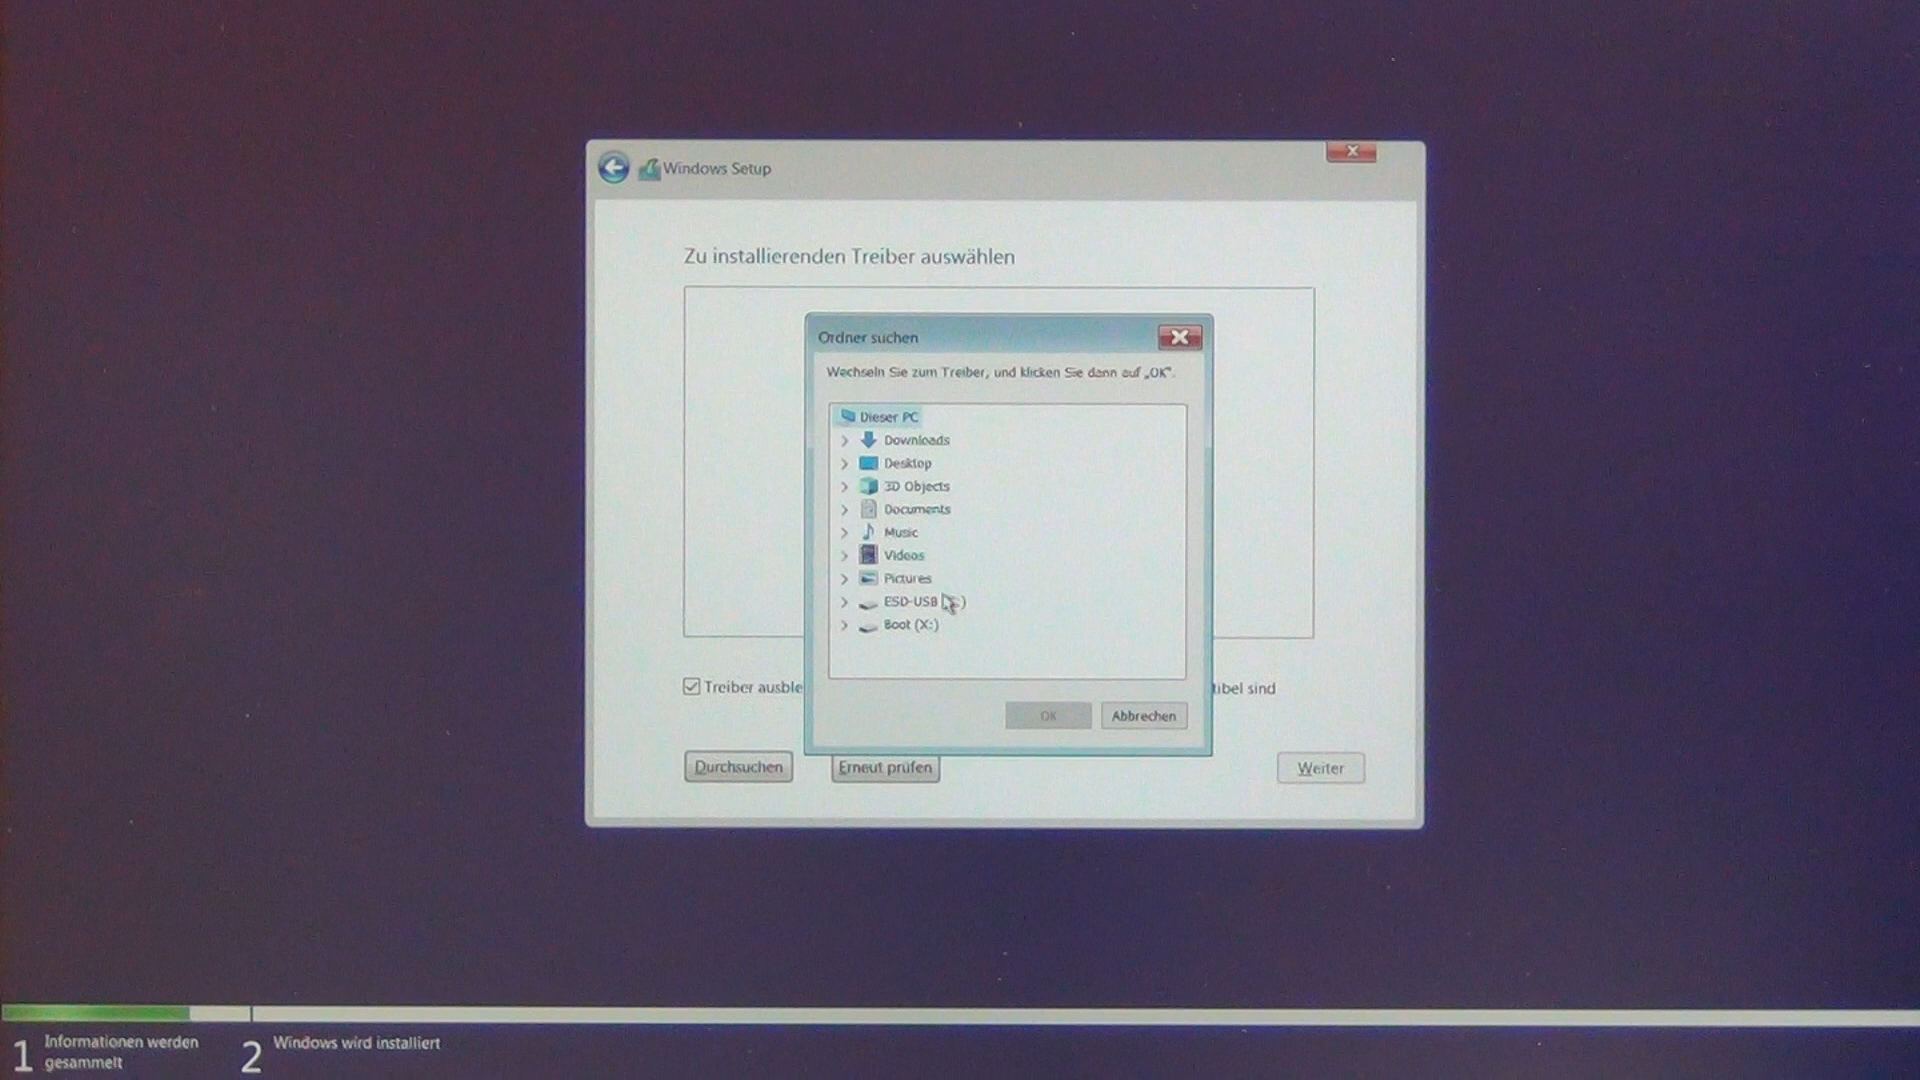 Windows Setup
Zu installierenden Treiber auswählen
Ordner suchen
Wechseln Sie zum Treiber, und klicken Sie dann auf „OK“.
Dieser PC
Downloads
Desktop
3D Objects
Documents
Music
Videos
Pictures
ESD-USB
Boot (X:)
Treiber
OK
Abbrechen
sind
Durchsuchen
Erneut prüfen
Weiter
1 Informationen werden
gesammelt
2 Windows wird installiert